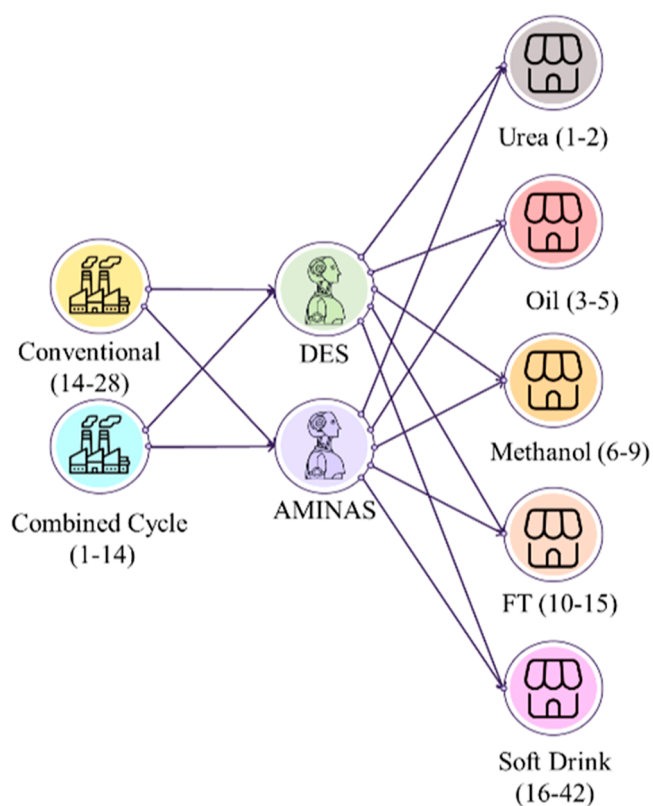 Urea (1-2)
Oil (3-5)
Conventional
(14-28)
DES
Methanol (6-9)
Combined Cycle
(1-14)
AMINAS
FT (10-15)
Soft Drink
(16-42)